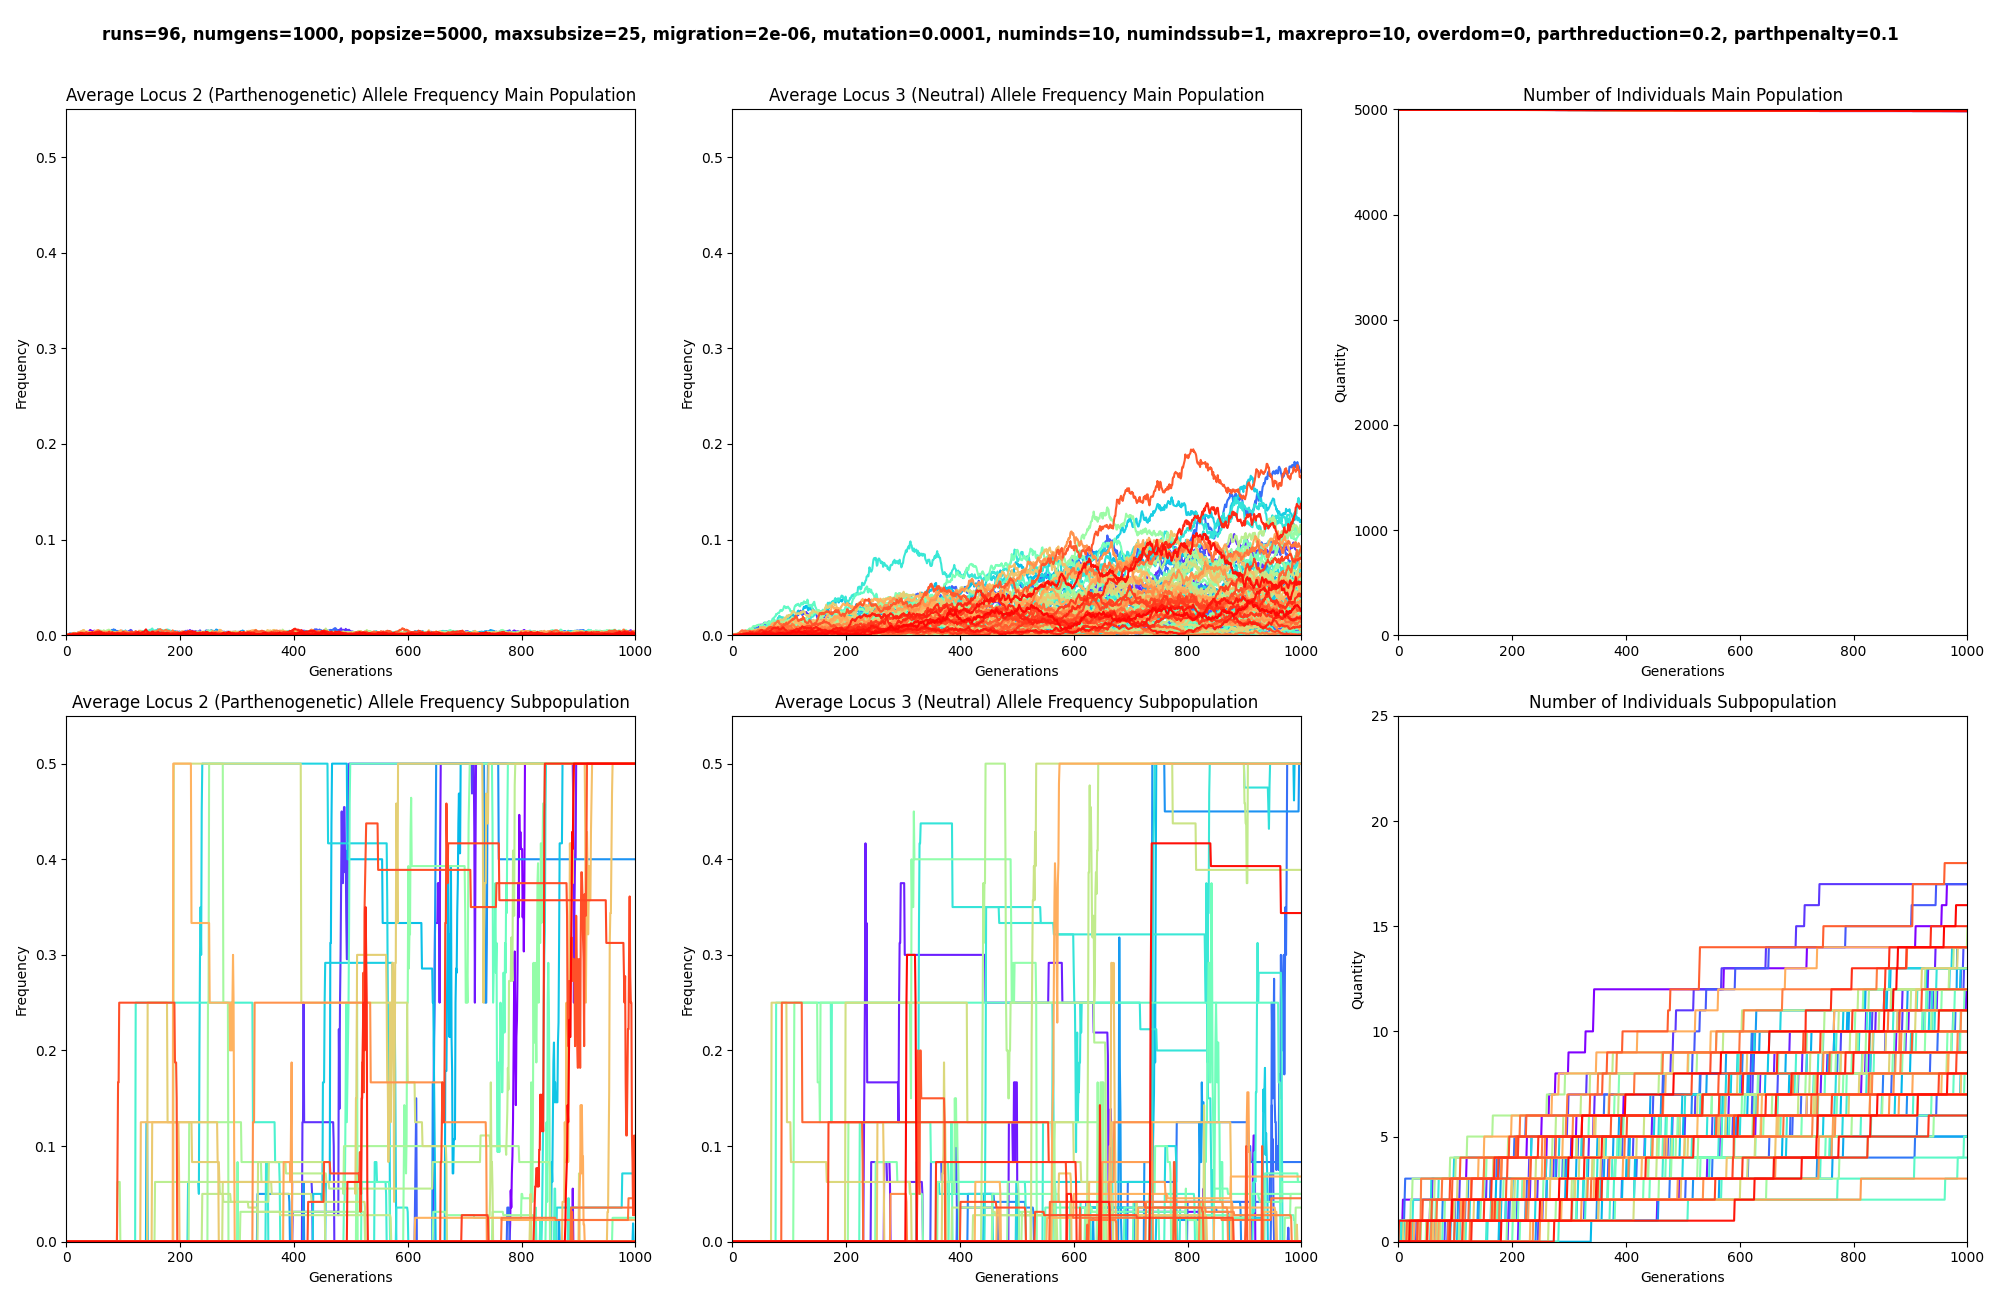 runs=96, numgens=1000, popsize=5000, maxsubsize=25, migration=2e-06, mutation=0.0001, numinds=10, numindssub=1, maxrepro=10, overdom=0, parthreduction=0.2, parthpenalty=0.1
Average Locus 2 (Parthenogenetic) Allele Frequency Main Population
Frequency
0.5
0.4
0.3
0.2
0.1
0.0
0 200 400 600 800 1000
Generations
Average Locus 3 (Neutral) Allele Frequency Main Population
Frequency
0.5
0.4
0.3
0.2
0.1
0.0
0 200 400 600 800 1000
Generations
Number of Individuals Main Population
Quantity
5000
4000
3000
2000
1000
0
0 200 400 600 800 1000
Generations
Average Locus 2 (Parthenogenetic) Allele Frequency Subpopulation
Frequency
0.5
0.4
0.3
0.2
0.1
0.0
0 200 400 600 800 1000
Generations
Average Locus 3 (Neutral) Allele Frequency Subpopulation
Frequency
0.5
0.4
0.3
0.2
0.1
0.0
0 200 400 600 800 1000
Generations
Number of Individuals Subpopulation
Quantity
25
20
15
10
5
0
0 200 400 600 800 1000
Generations